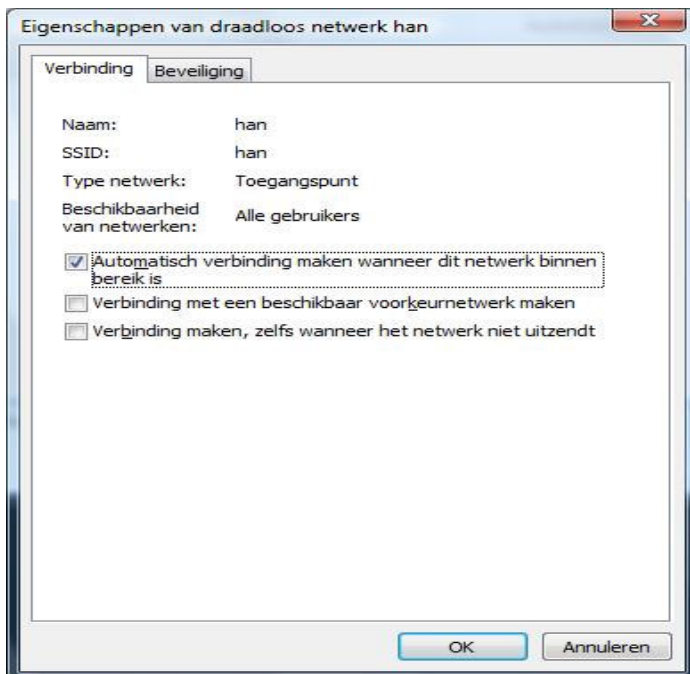 Eigenschappen van draadloos netwerk han
Verbinding Beveiliging
Naam: han
SSID: han
Type netwerk: Toegangspunt
Beschikbaarheid
van netwerken: Alle gebruikers
Automatisch verbinding maken wanneer dit netwerk binnen
bereik is
Verbinding met een beschikbaar voorkeurnetwerk maken
Verbinding maken, zelfs wanneer het netwerk niet uitzendt
OK Annuleren